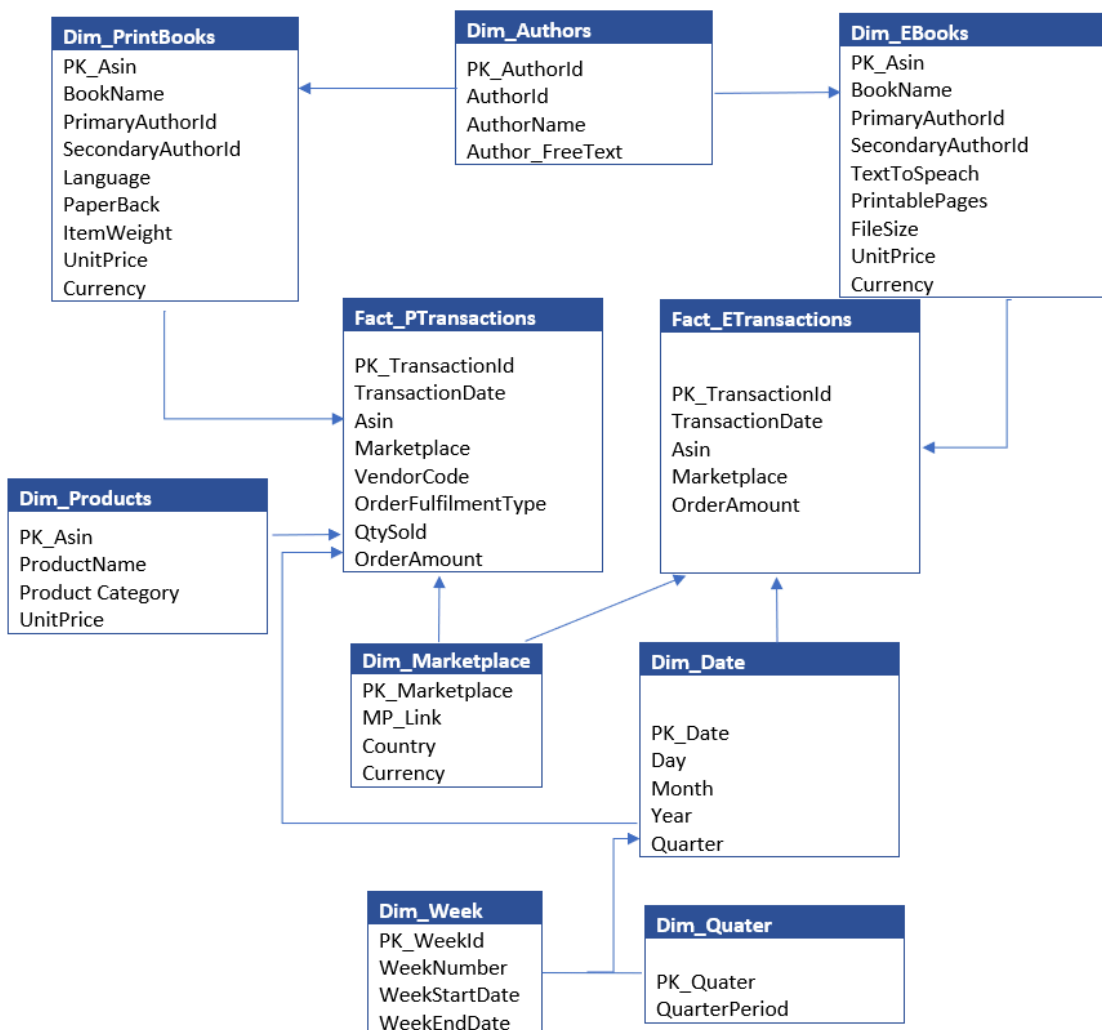 Dim_PrintBooks
PK_Asin
BookName
PrimaryAuthorId
SecondaryAuthorId
Language
PaperBack
ItemWeight
UnitPrice
Currency
Dim_Authors
PK_AuthorId
AuthorId
AuthorName
Author_FreeText
Dim_EBooks
PK_Asin
BookName
PrimaryAuthorId
SecondaryAuthorId
TextToSpeach
PrintablePages
FileSize
UnitPrice
Currency
Fact_PTransactions
PK_TransactionId
TransactionDate
Asin
Marketplace
VendorCode
OrderFulfilmentType
QtySold
OrderAmount
Fact_ETransactions
PK_TransactionId
TransactionDate
Asin
Marketplace
OrderAmount
Dim_Products
PK_Asin
ProductName
Product Category
UnitPrice
Dim_Marketplace
PK_Marketplace
MP_Link
Country
Currency
Dim_Date
PK_Date
Day
Month
Year
Quarter
Dim_Week
PK_WeekId
WeekNumber
WeekStartDate
WeekEndDate
Dim_Quater
PK_Quater
QuarterPeriod